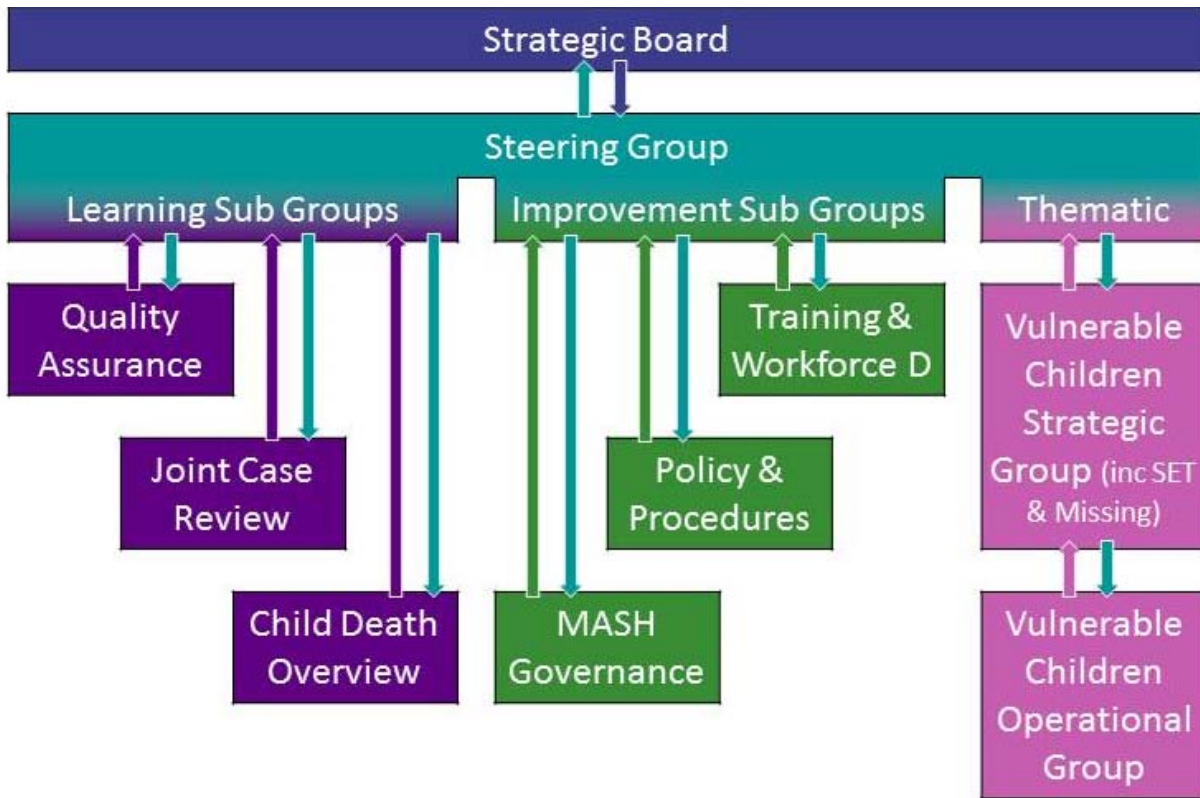 Strategic Board
Steering Group
Learning Sub Groups
Improvement Sub Groups
Thematic
Quality
Assurance
Joint Case
Review
Child Death
Overview
Training &
Workforce D
Policy &
Procedures
MASH
Governance
Vulnerable
Children
Strategic
Group (inc SET
& Missing)
Vulnerable
Children
Operational
Group